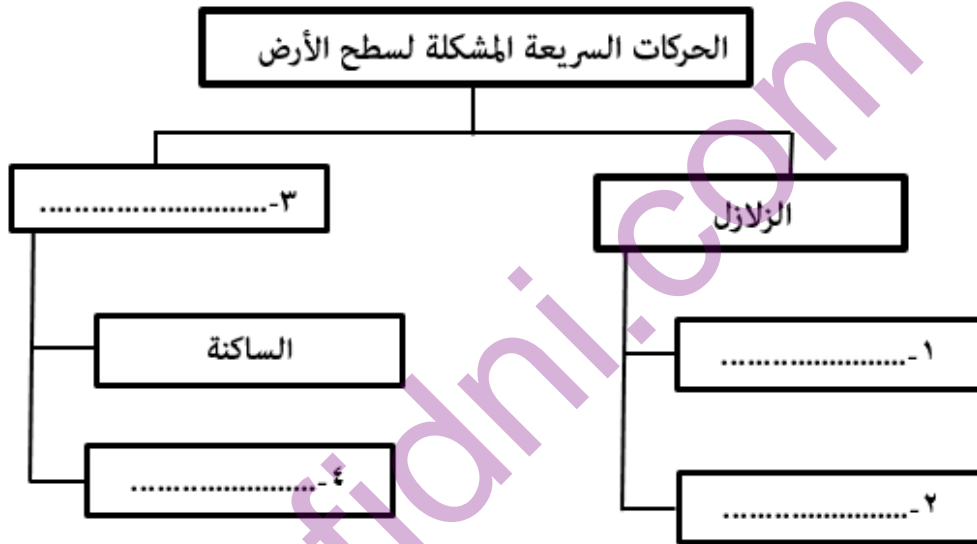 الحركات السريعة المشكلة لسطح الأرض
الزلازل
١-.........................
٢-.........................
٣-.............................
الساكنة
٤-.........................
fidni.com